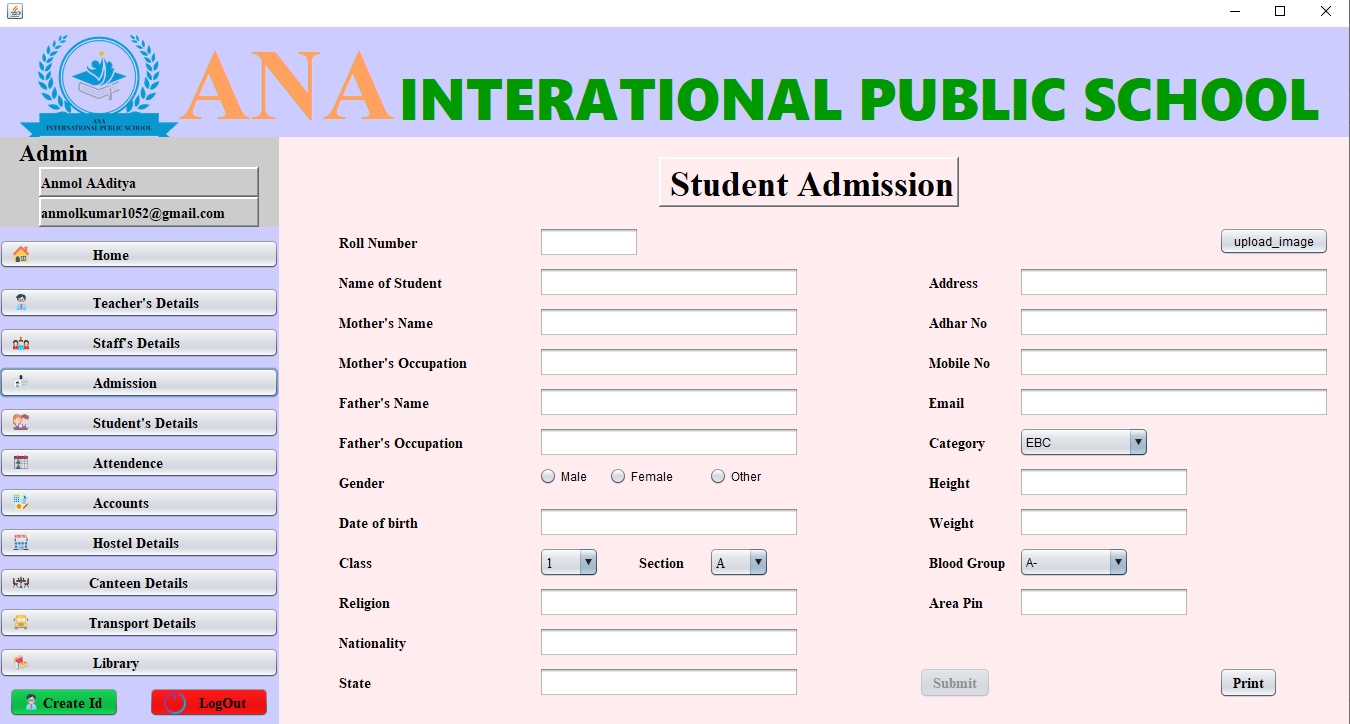 ANA INTERATIONAL PUBLIC SCHOOL
ANA
INTERNATIONAL PUBLIC SCHOOL
Admin
Anmol AAditya
anmolkumar1052@gmail.com
Home
Teacher's Details
Staff's Details
Admission
Student's Details
Attendence
Accounts
Hostel Details
Canteen Details
Transport Details
Library
Create Id LogOut
Student Admission
Roll Number upload_image
Name of Student Address
Mother's Name Adhar No
Mother's Occupation Mobile No
Father's Name Email
Father's Occupation Category EBC
Gender Male Female Other Height
Date of birth Weight
Class 1 Section A Blood Group A-
Religion Area Pin
Nationality
State Submit Print